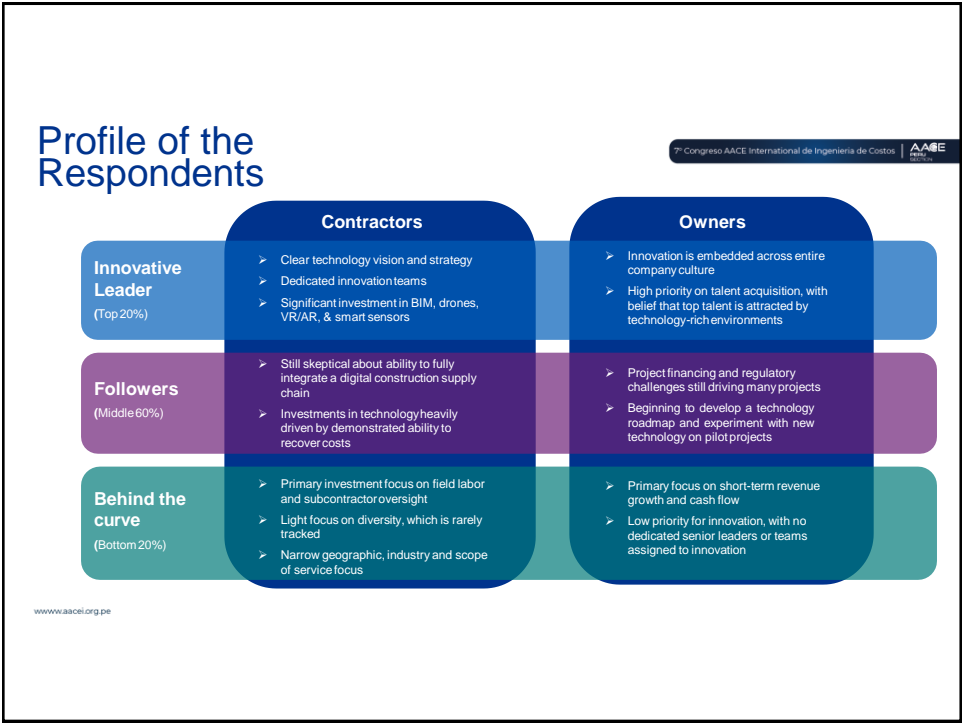 Profile of the
Respondents
7º Congreso AACE International de Ingenieria de Costos
AACE
PERU
SECTION
Contractors
Owners
Innovative
Leader
(Top 20%)
➢ Clear technology vision and strategy
➢ Dedicated innovation teams
➢ Significant investment in BIM, drones,
VR/AR, & smart sensors
➢ Innovation is embedded across entire
company culture
➢ High priority on talent acquisition, with
belief that top talent is attracted by
technology-rich environments
Followers
(Middle 60%)
➢ Still skeptical about ability to fully
integrate a digital construction supply
chain
➢ Investments in technology heavily
driven by demonstrated ability to
recover costs
➢ Project financing and regulatory
challenges still driving many projects
➢ Beginning to develop a technology
roadmap and experiment with new
technology on pilot projects
Behind the
curve
(Bottom 20%)
➢ Primary investment focus on field labor
and subcontractor oversight
➢ Light focus on diversity, which is rarely
tracked
➢ Narrow geographic, industry and scope
of service focus
➢ Primary focus on short-term revenue
growth and cash flow
➢ Low priority for innovation, with no
dedicated senior leaders or teams
assigned to innovation
wwww.aacei.org.pe